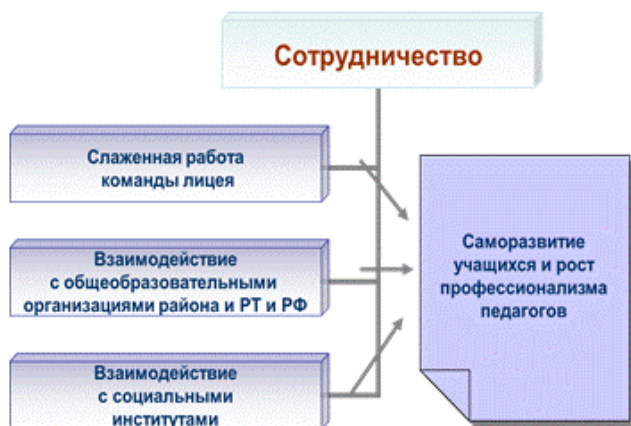 Сотрудничество
Слаженная работа
команды лицея
Взаимодействие
с общеобразовательными
организациями района и РТ и РФ
Взаимодействие
с социальными
институтами
Саморазвитие
учащихся и рост
профессионализма
педагогов